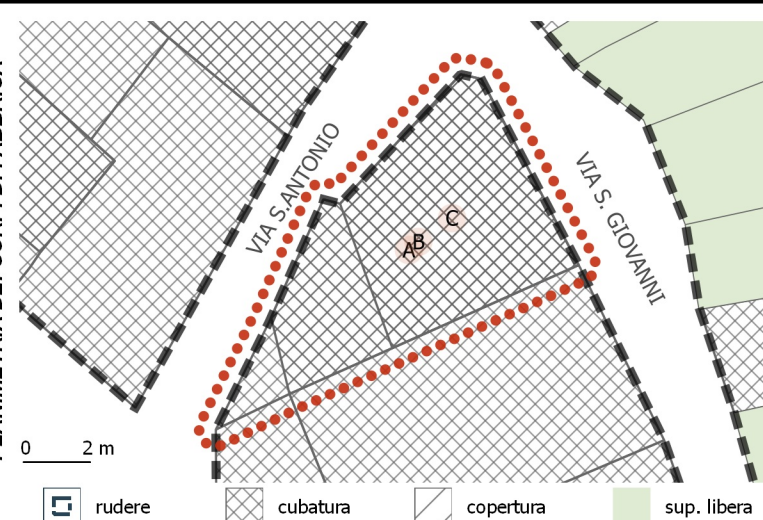 VIA S.ANTONIO
VIA S. GIOVANNI
C
B
A
0 2 m
rudere
cubatura
copertura
sup. libera